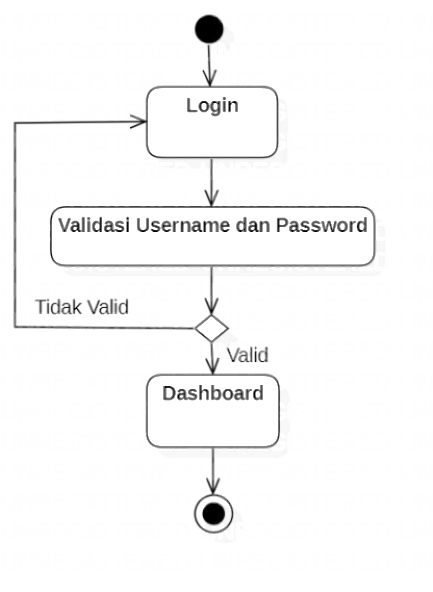 Login
Validasi Username dan Password
Tidak Valid
Valid
Dashboard